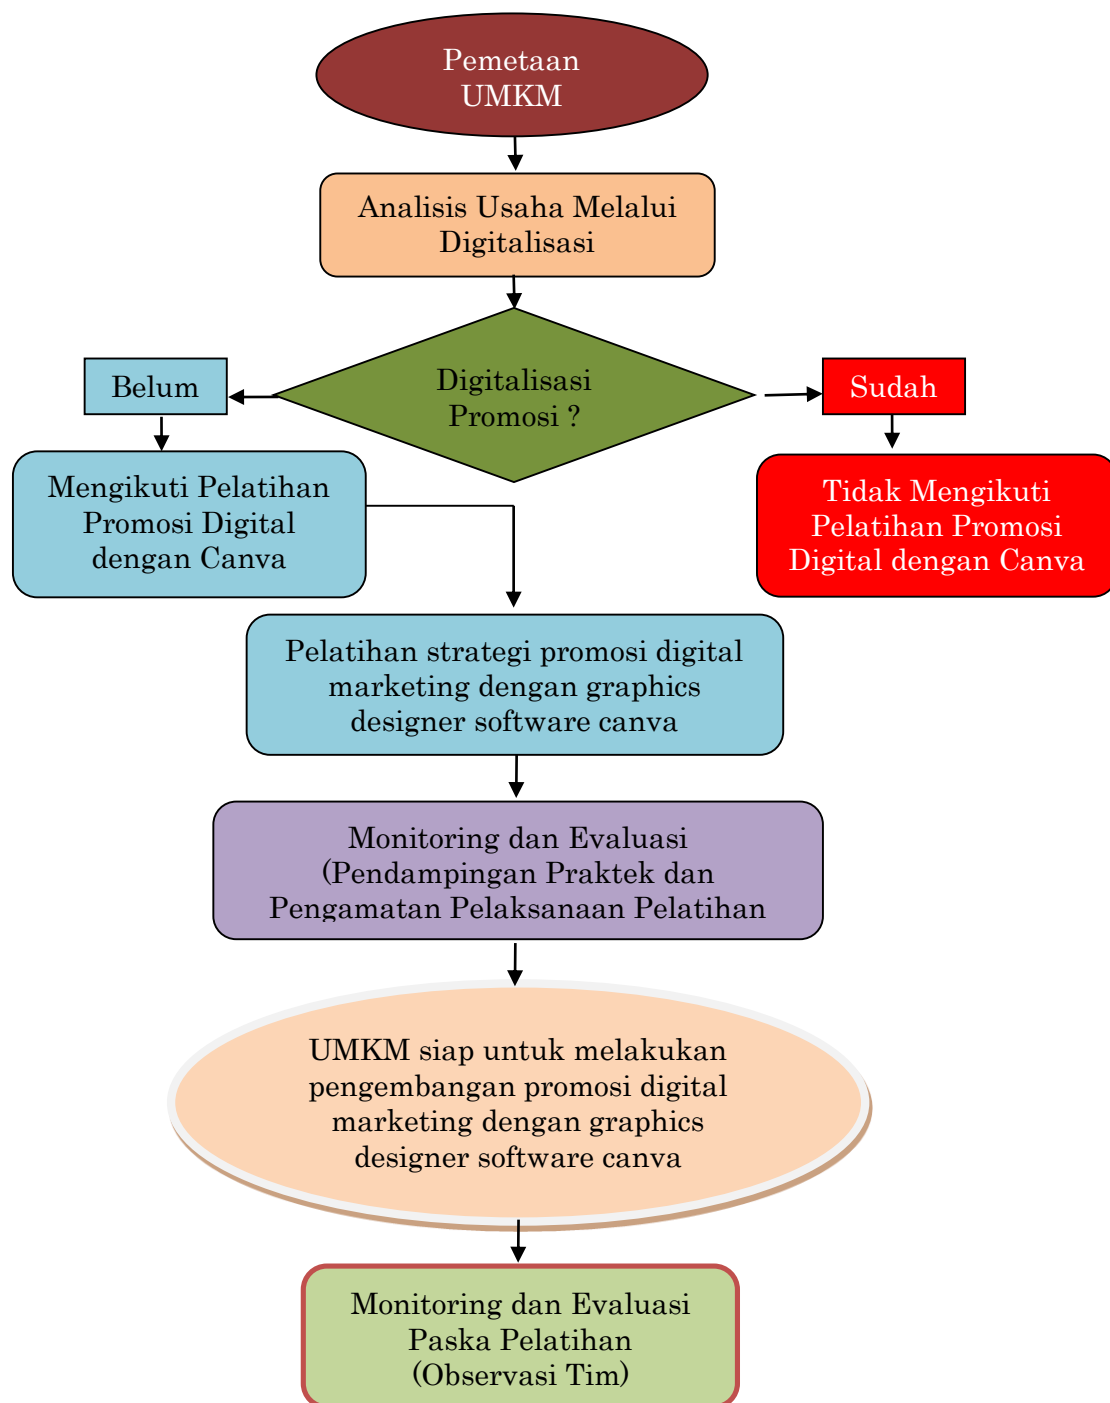 Pemetaan
UMKM
Analisis Usaha Melalui
Digitalisasi
Digitalisasi
Promosi ?
Belum
Sudah
Mengikuti Pelatihan
Promosi Digital
dengan Canva
Tidak Mengikuti
Pelatihan Promosi
Digital dengan Canva
Pelatihan strategi promosi digital
marketing dengan graphics
designer software canva
Monitoring dan Evaluasi
(Pendampingan Praktek dan
Pengamatan Pelaksanaan Pelatihan
UMKM siap untuk melakukan
pengembangan promosi digital
marketing dengan graphics
designer software canva
Monitoring dan Evaluasi
Paska Pelatihan
(Observasi Tim)